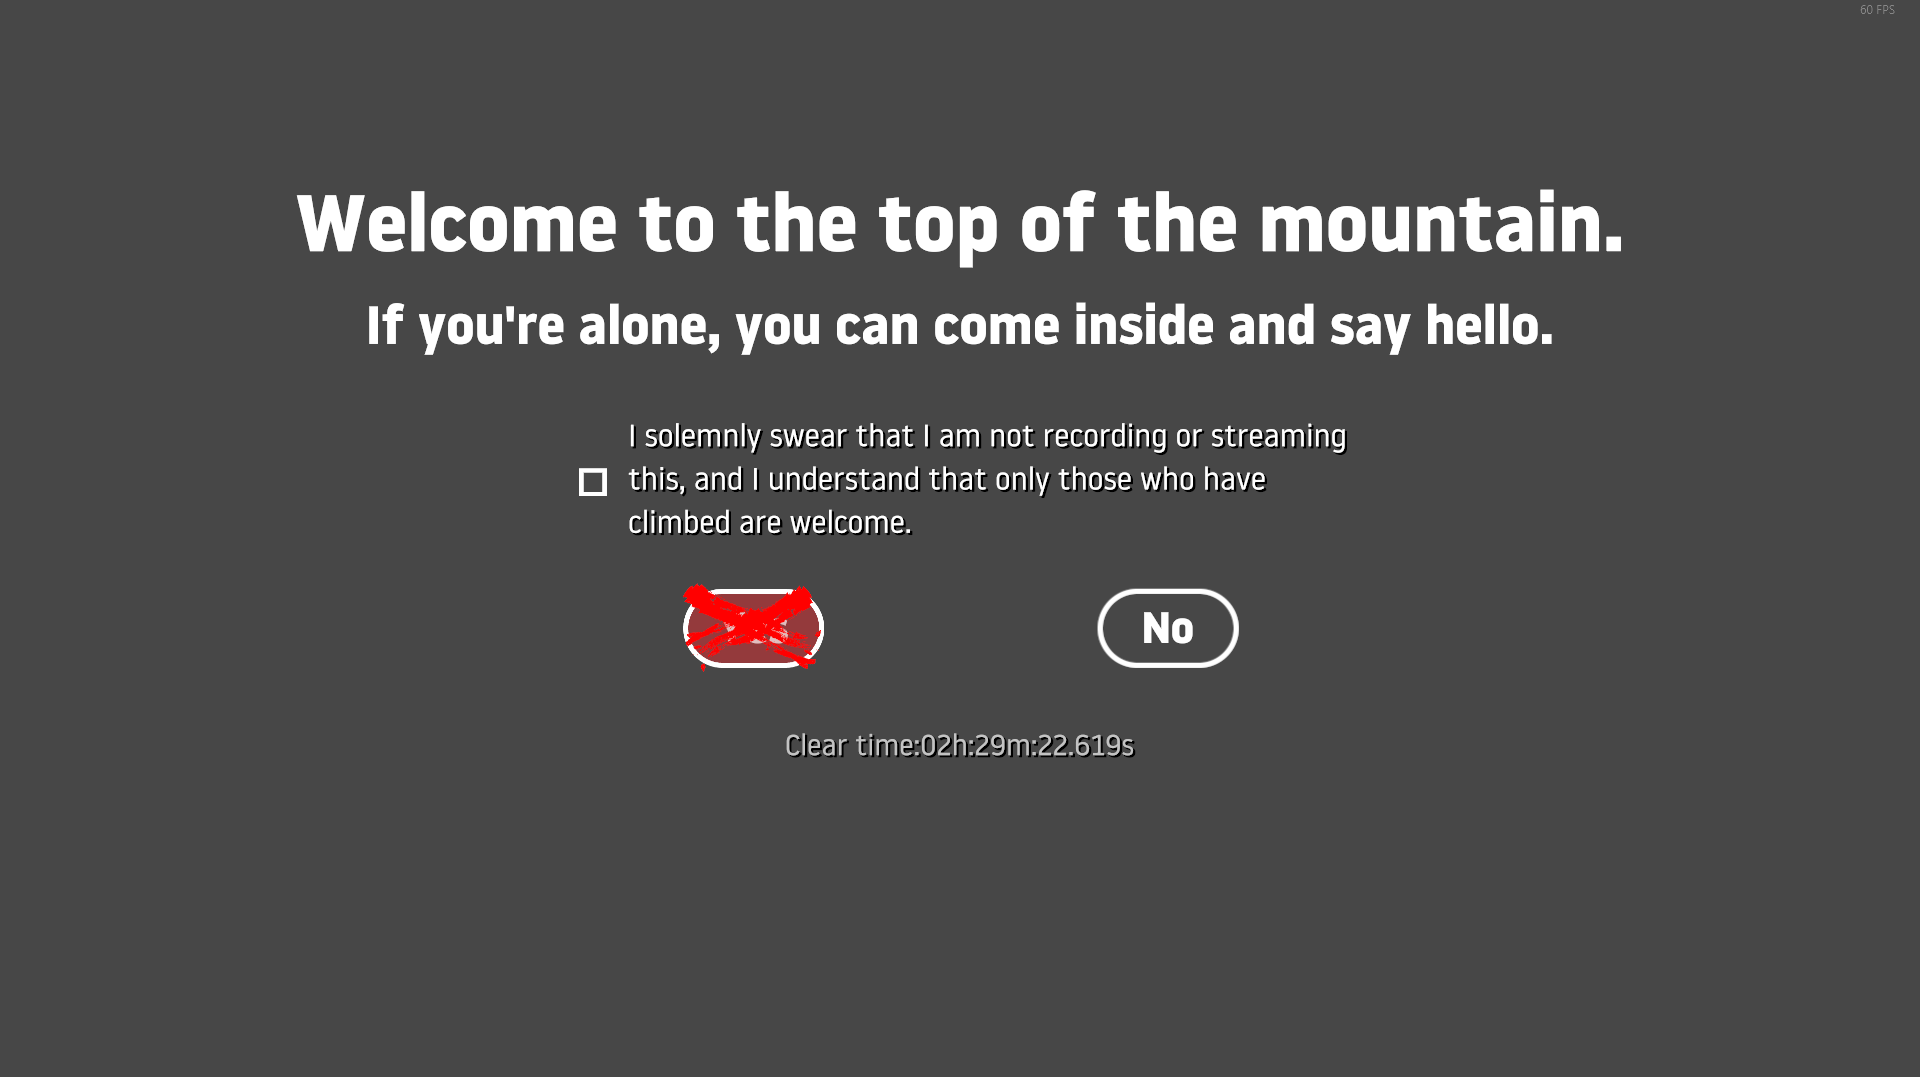 60 FPS
Welcome to the top of the mountain.
If you're alone, you can come inside and say hello.
I solemnly swear that I am not recording or streaming
this, and I understand that only those who have
climbed are welcome.
No
Clear time:02h:29m:22.619s